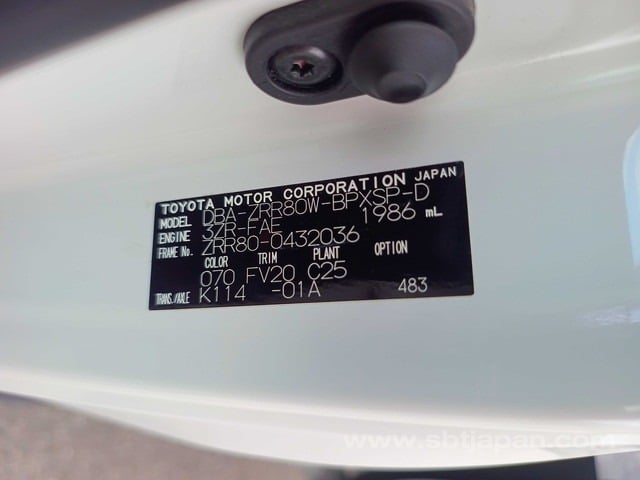 TOYOTA MOTOR CORPORATION JAPAN
MODEL DBA-ZRR80W-BPXSP-D
ENGINE 3ZR-FAE 1986 mL
FRAME No. ZRR80-0432036
COLOR TRIM PLANT OPTION
070 FV20 C25
TRANS./AXLE K114 -01A 483
www.sbtjapan.com